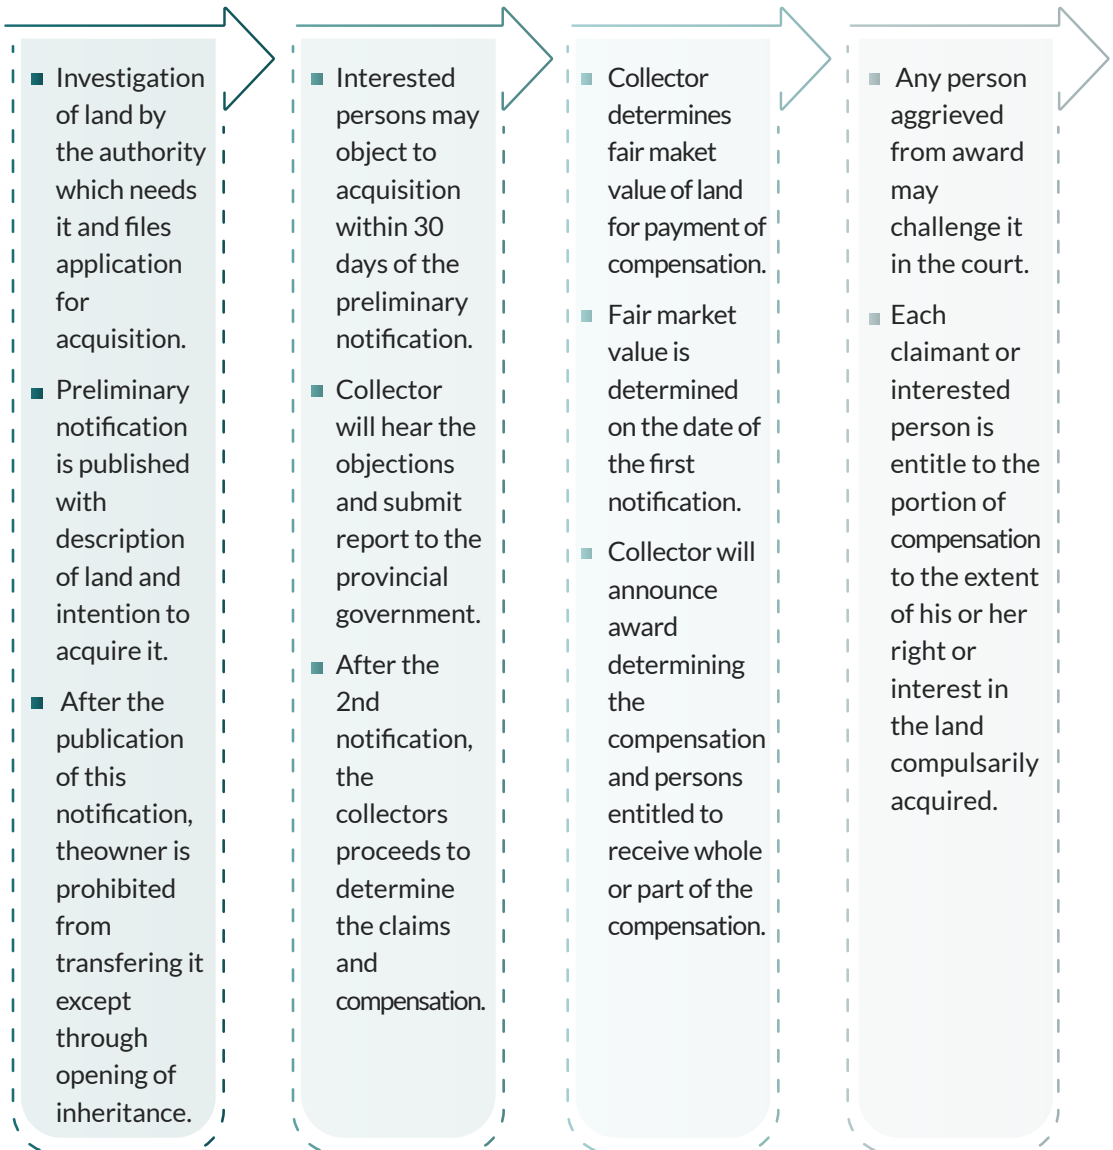 Investigation
of land by
the authority
which needs
it and files
application
for
acquisition.
Preliminary
notification
is published
with
description
of land and
intention to
acquire it.
After the
publication
of this
notification,
theowner is
prohibited
from
transfering it
except
through
opening of
inheritance.
Interested
persons may
object to
acquisition
within 30
days of the
preliminary
notification.
Collector
will hear the
objections
and submit
report to the
provincial
government.
After the
2nd
notification,
the
collectors
proceeds to
determine
the claims
and
compensation.
Collector
determines
fair maket
value of land
for payment of
compensation.
Fair market
value is
determined
on the date of
the first
notification.
Collector will
announce
award
determining
the
compensation
and persons
entitled to
receive whole
or part of the
compensation.
Any person
aggrieved
from award
may
challenge it
in the court.
Each
claimant or
interested
person is
entitle to the
portion of
compensation
to the extent
of his or her
right or
interest in
the land
compulsarily
acquired.